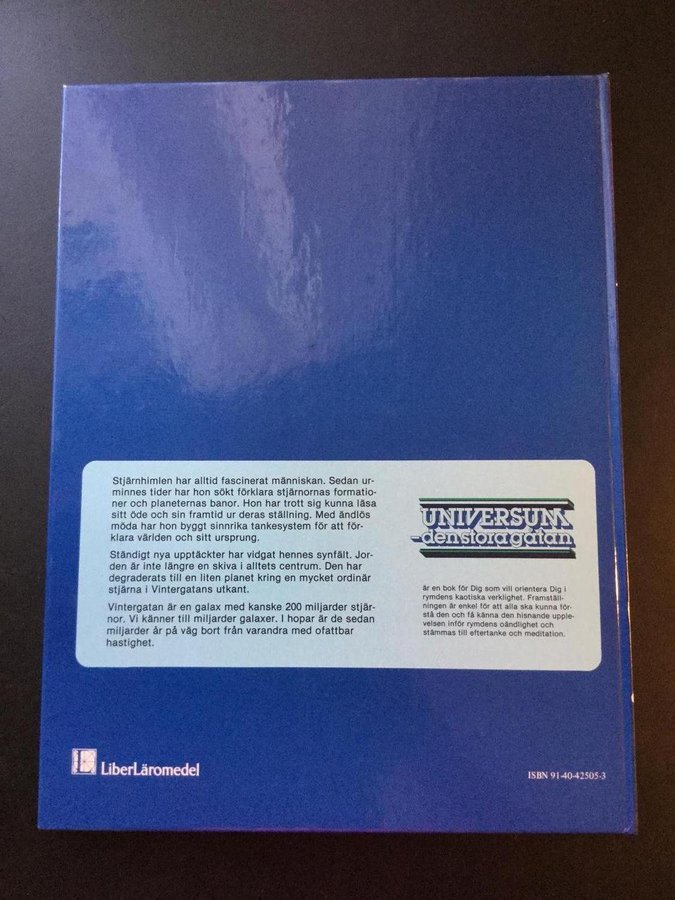 Stjärnhimlen har alltid fascinerat människan. Sedan ur-
minnes tider har hon sökt förklara stjärnornas formatio-
ner och planeternas banor. Hon har trott sig kunna läsa
sitt öde och sin framtid ur deras ställning. Med ändlös
möda har hon byggt sinnrika tankesystem för att för-
klara världen och sitt ursprung.
Ständigt nya upptäckter har vidgat hennes synfält. Jor-
den är inte längre en skiva i alltets centrum. Den har
degraderats till en liten planet kring en mycket ordinär
stjärna i Vintergatans utkant.
Vintergatan är en galax med kanske 200 miljarder stjär-
nor. Vi känner till miljarder galaxer. I hopar är de sedan
miljarder år på väg bort från varandra med ofattbar
hastighet.
UNIVERSUM
-den stora gåtan
är en bok för Dig som vill orientera Dig i
rymdens kaotiska verklighet. Framställ-
ningen är enkel för att alla ska kunna för-
stå den och få känna den hisnande upple-
velsen inför rymdens oändlighet och
stämmas till eftertanke och meditation.
L
LiberLäromedel
ISBN 91-40-42505-3